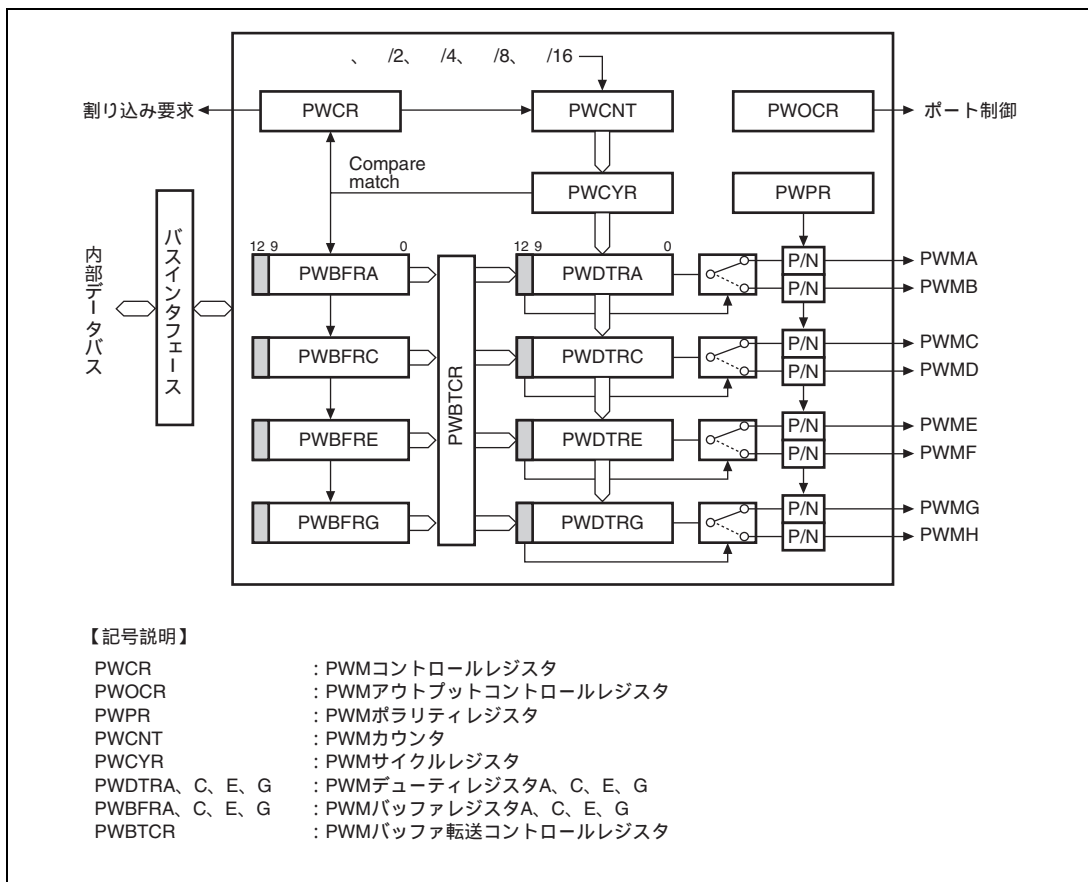 、 /2、 /4、 /8、 /16
割り込み要求
PWCR
PWCNT
PWOCR
ポート制御
Compare
match
PWCYR
PWPR
内部データバス
バスインタフェース
12 9 0
PWBFRA
PWBTCR
12 9 0
PWDTRA
P/N
PWMA
P/N
PWMB
PWBFRC
PWDTRC
P/N
PWMC
P/N
PWMD
PWBFRE
PWDTRE
P/N
PWME
P/N
PWMF
PWBFRG
PWDTRG
P/N
PWMG
P/N
PWMH
【記号説明】
PWCR : PWMコントロールレジスタ
PWOCR : PWMアウトプットコントロールレジスタ
PWPR : PWMポラリティレジスタ
PWCNT : PWMカウンタ
PWCYR : PWMサイクルレジスタ
PWDTRA、C、E、G : PWMデューティレジスタA、C、E、G
PWBFRA、C、E、G : PWMバッファレジスタA、C、E、G
PWBTCR : PWMバッファ転送コントロールレジスタ